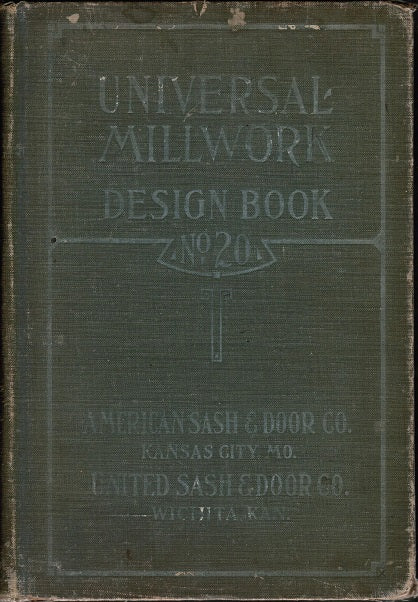 UNIVERSAL
MILLWORK
DESIGN BOOK
Nº 20
AMERICAN SASH & DOOR CO.
KANSAS CITY, MO.
UNITED SASH & DOOR CO.
WICHITA, KAN.